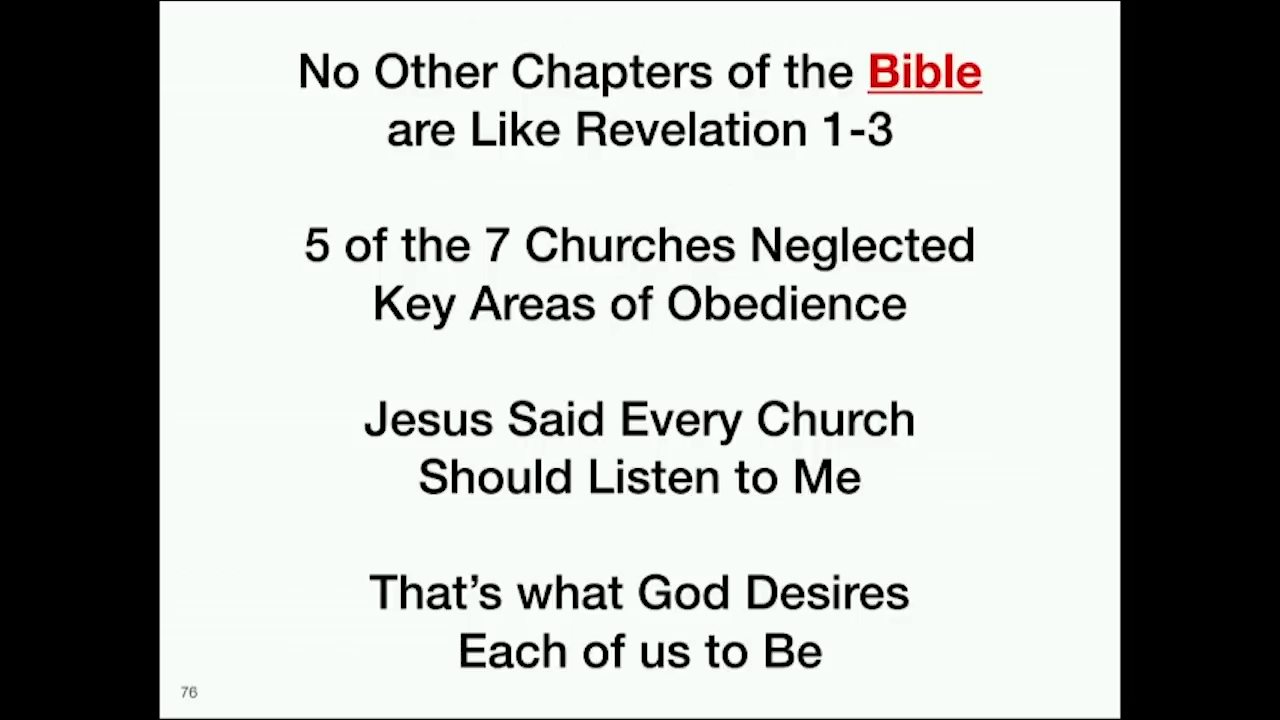 No Other Chapters of the Bible
are Like Revelation 1-3
5 of the 7 Churches Neglected
Key Areas of Obedience
Jesus Said Every Church
Should Listen to Me
That’s what God Desires
Each of us to Be
76